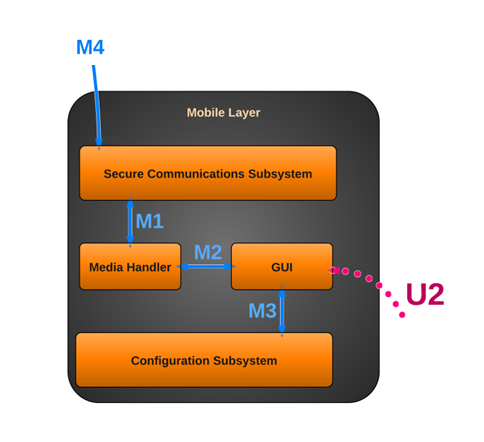 M4
Mobile Layer
Secure Communications Subsystem
M1
M2
Media Handler
GUI
U2
M3
Configuration Subsystem